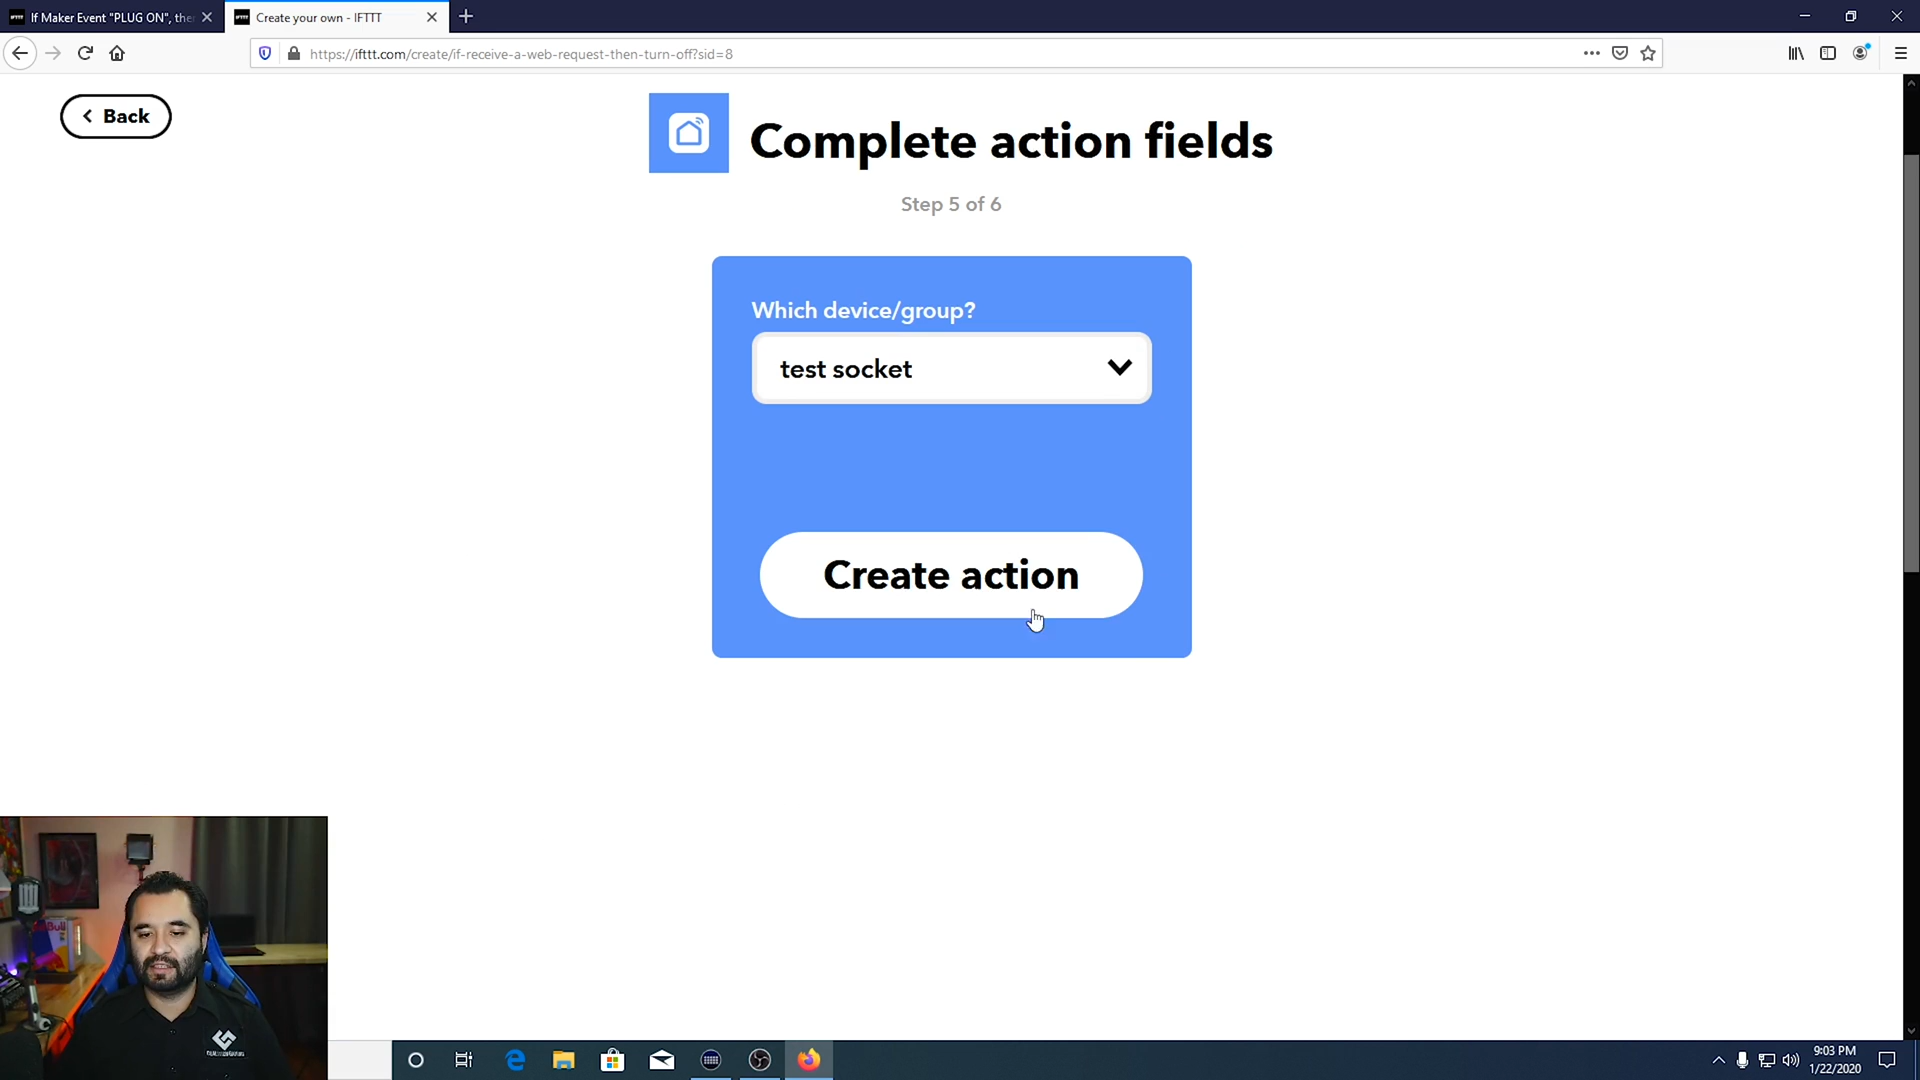 If Maker Event "PLUG ON", the
Create your own - IFTTT
https://ifttt.com/create/if-receive-a-web-request-then-turn-off?sid=8
Back
Complete action fields
Step 5 of 6
Which device/group?
test socket
Create action
9:03 PM
1/22/2020